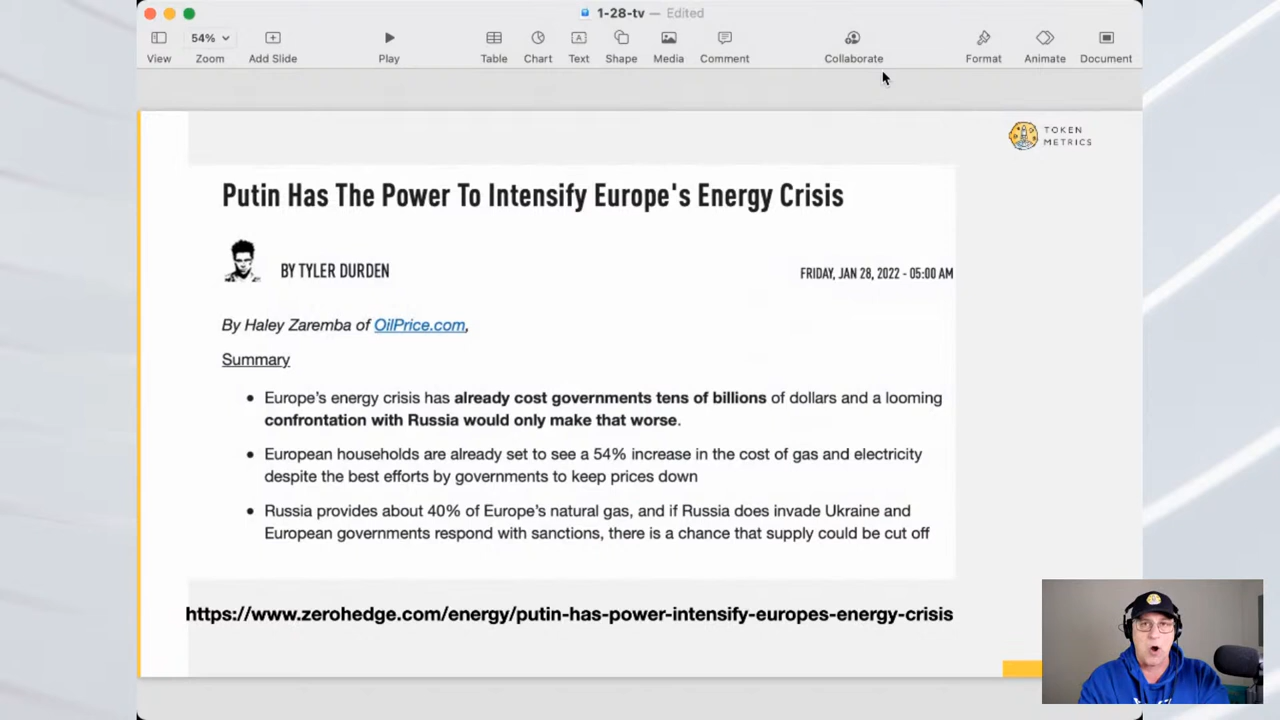 1-28-tv — Edited
54%
View
Zoom
Add Slide
Play
Table
Chart
Text
Shape
Media
Comment
Collaborate
Format
Animate
Document
TOKEN
METRICS
Putin Has The Power To Intensify Europe's Energy Crisis
BY TYLER DURDEN
FRIDAY, JAN 28, 2022 - 05:00 AM
By Haley Zaremba of OilPrice.com,
Summary
• Europe's energy crisis has already cost governments tens of billions of dollars and a looming
confrontation with Russia would only make that worse.
• European households are already set to see a 54% increase in the cost of gas and electricity
despite the best efforts by governments to keep prices down
• Russia provides about 40% of Europe's natural gas, and if Russia does invade Ukraine and
European governments respond with sanctions, there is a chance that supply could be cut off
https://www.zerohedge.com/energy/putin-has-power-intensify-europes-energy-crisis